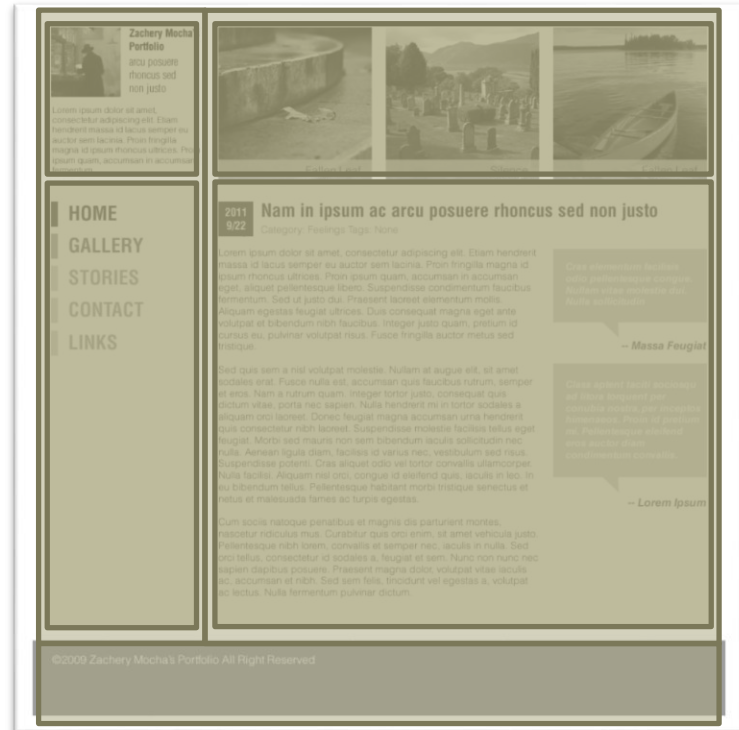 Zachery Mocha'
Portfolio
arcu posuere
rhoncus sed
non justo
Lorem ipsum dolor sit amet,
consectetur adipiscing elit. Etiam
hendrerit massa id lacus semper eu
auctor sem lacinia. Proin fringilla
magna id ipsum rhoncus ultrices. Proi
ipsum quam, accumsan in accumsan
fermentum
Fallen Leaf
Silence
Fallen Leaf
HOME
GALLERY
STORIES
CONTACT
LINKS
2011
9/22
Nam in ipsum ac arcu posuere rhoncus sed non justo
Category: Feelings Tags: None
Lorem ipsum dolor sit amet, consectetur adipiscing elit. Etiam hendrerit
massa id lacus semper eu auctor sem lacinia. Proin fringilla magna id
ipsum rhoncus ultrices. Proin ipsum quam, accumsan in accumsan
eget, aliquet pellentesque libero. Suspendisse condimentum faucibus
fermentum. Sed ut justo dui. Praesent laoreet elementum mollis.
Aliquam egestas feugiat ultrices. Duis consequat magna eget ante
volutpat et bibendum nibh faucibus. Integer justo quam, pretium id
cursus eu, pulvinar volutpat risus. Fusce fringilla auctor metus sed
tristique.
Sed quis sem a nisl volutpat molestie. Nullam at augue elit, sit amet
sodales erat. Fusce nulla est, accumsan quis faucibus rutrum, semper
et eros. Nam a rutrum quam. Integer tortor justo, consequat quis
dictum vitae, porta nec sapien. Nulla hendrerit mi in tortor sodales a
aliquam orci laoreet. Donec feugiat magna accumsan urna hendrerit
quis consectetur nibh laoreet. Suspendisse molestie facilisis tellus eget
feugiat. Morbi sed mauris non sem bibendum iaculis sollicitudin nec
nulla. Aenean ligula diam, facilisis id varius nec, vestibulum sed risus.
Suspendisse potenti. Cras aliquet odio vel tortor convallis ullamcorper.
Nulla facilisi. Aliquam nisl orci, congue id eleifend quis, iaculis in leo. In
eu bibendum tellus. Pellentesque habitant morbi tristique senectus et
netus et malesuada fames ac turpis egestas.
Cum sociis natoque penatibus et magnis dis parturient montes,
nascetur ridiculus mus. Curabitur quis orci enim, sit amet vehicula justo.
Pellentesque nibh lorem, convallis et semper nec, iaculis in nulla. Sed
orci tellus, consectetur id sodales a, feugiat et sem. Nunc non nunc nec
sapien dapibus posuere. Praesent magna dolor, volutpat vitae iaculis
ac, accumsan et nibh. Sed sem felis, tincidunt vel egestas a, volutpat
ac lectus. Nulla fermentum pulvinar dictum.
-- Massa Feugiat
-- Lorem Ipsum
©2009 Zachery Mocha's Portfolio All Right Reserved